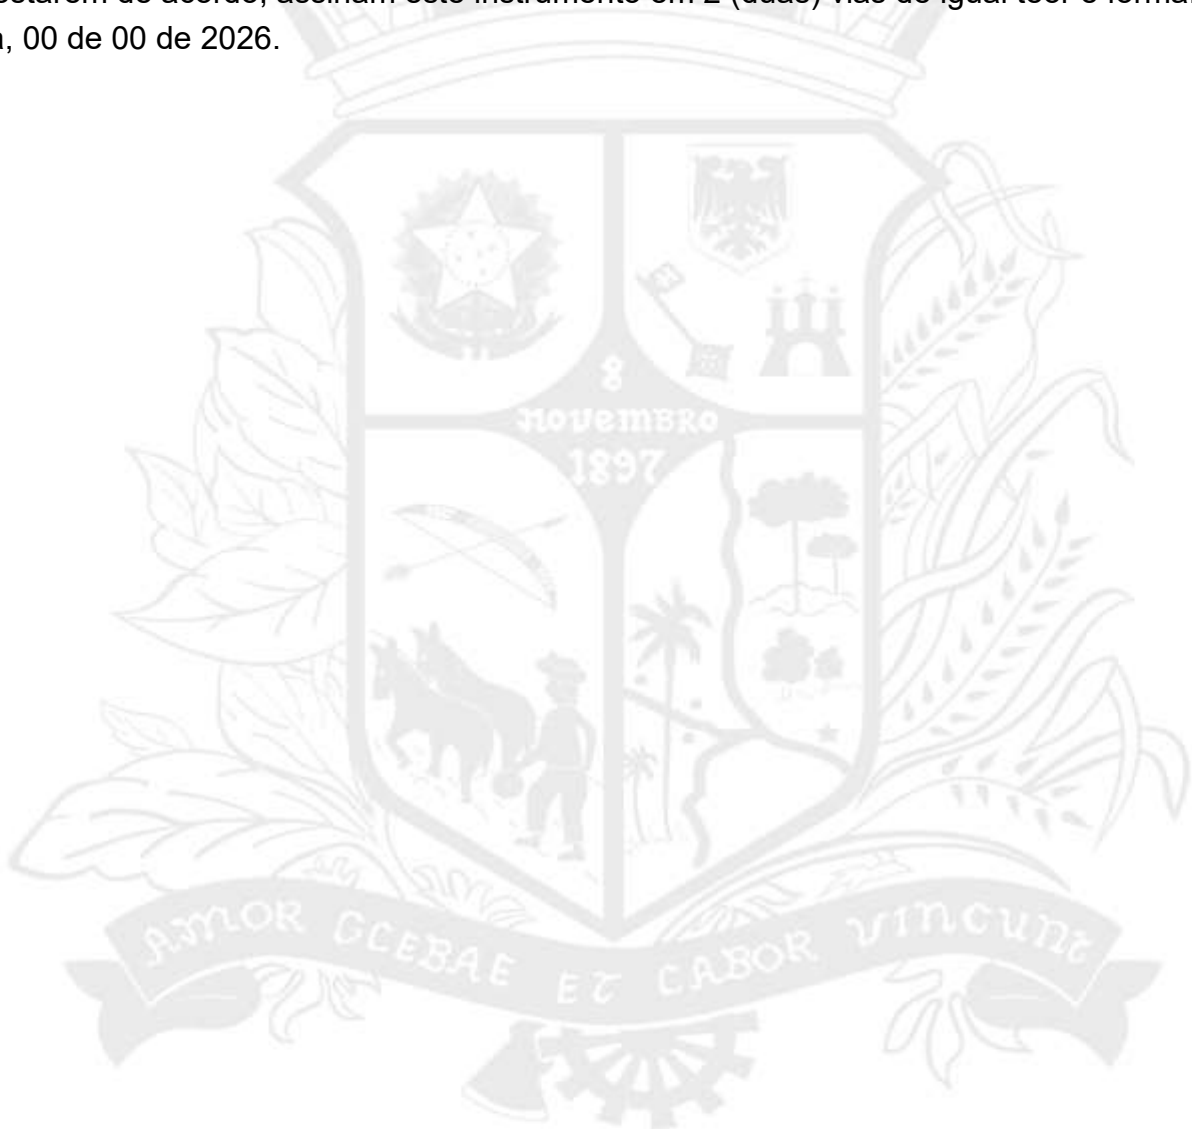 estarem de acordo, assinam este instrumento em 2 (duas) vias de igual teor e forma.
, 00 de 00 de 2026.
8
NOVEMBRO
1897
AMOR GLEBAE ET LABOR VINCUNT